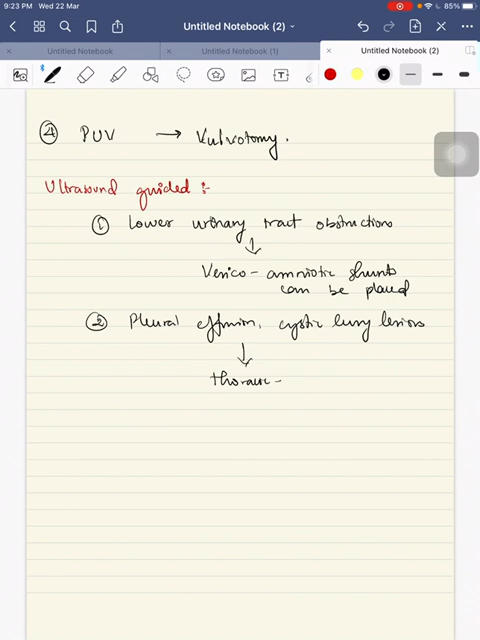 9:23 PM Wed 22 Mar
85%
Untitled Notebook (2)
Untitled Notebook
Untitled Notebook (1)
Untitled Notebook (2)
④ PUV → Valvotomy.
Ultrasound guided :-
① Lower urinary tract obstructions
↓
Vesico - amniotic shunts
can be placed
② Plural effusion, cystic lung lesions
↓
thoraco -